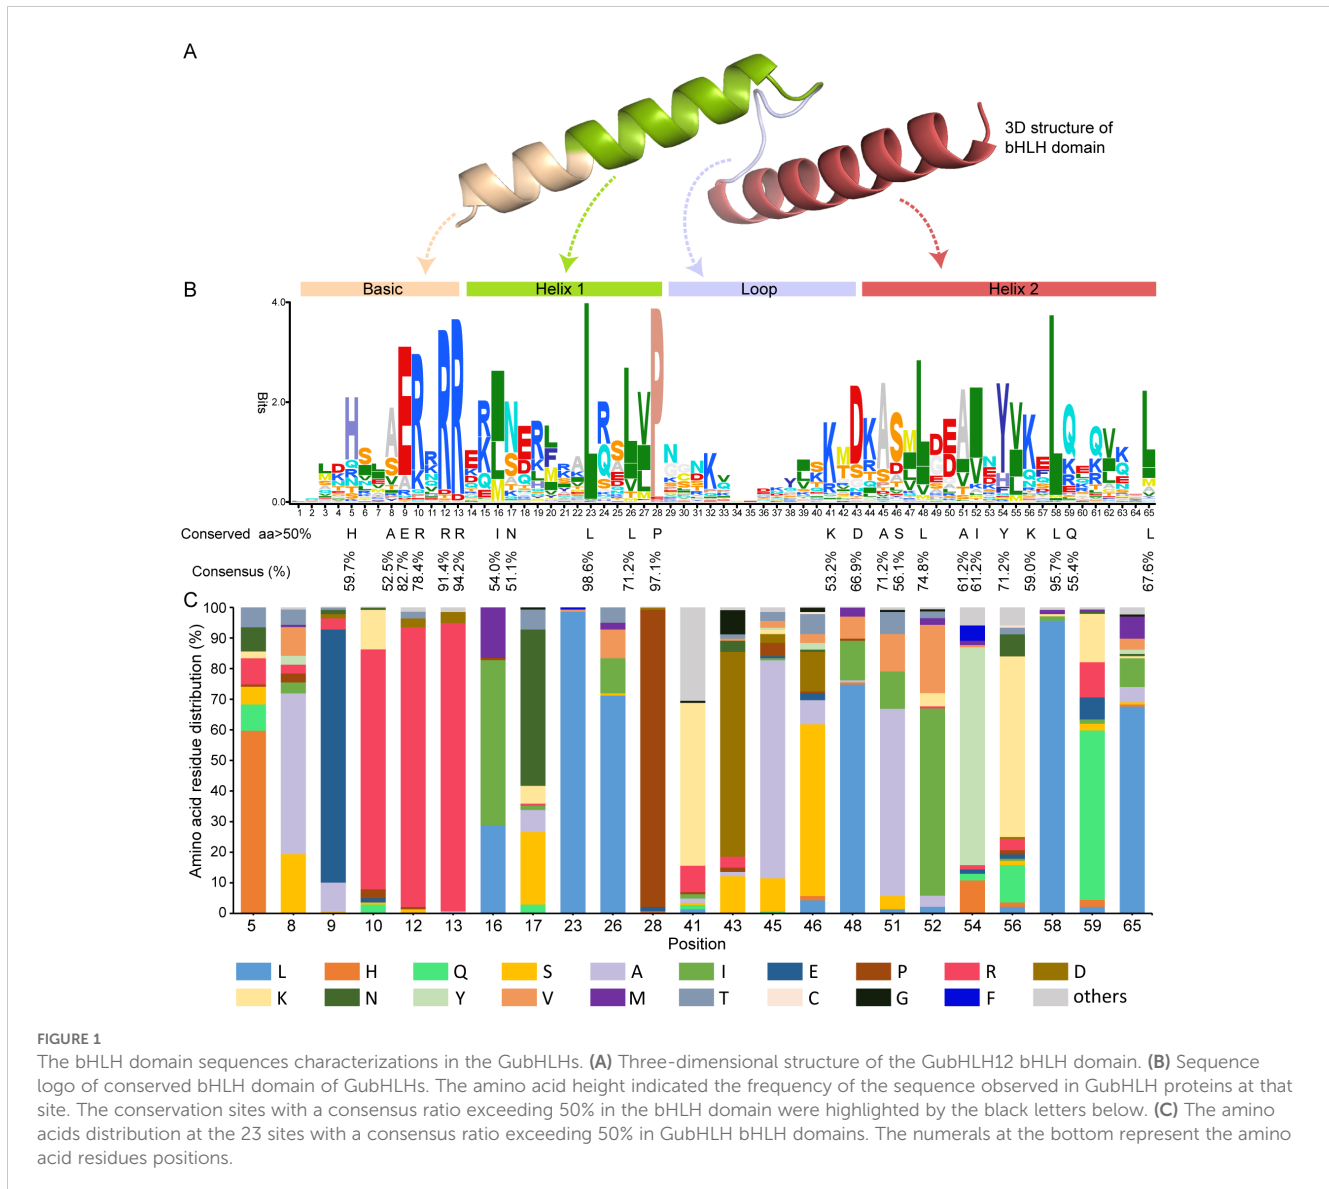 A
3D structure of
bHLH domain
B
Basic
Helix 1
Loop
Helix 2
4.0
Bits
2.0
0.0
1 2 3 4 5 6 7 8 9 10 11 12 13 14 15 16 17 18 19 20 21 22 23 24 25 26 27 28 29 30 31 32 33 34 35 36 37 38 39 40 41 42 43 44 45 46 47 48 49 50 51 52 53 54 55 56 57 58 59 60 61 62 63 64 65
Conserved aa>50% H A E R R R I N L L P K D A S L A I Y K L Q L
Consensus (%) 59.7% 52.5% 82.7% 78.4% 91.4% 94.2% 54.0% 51.1% 98.6% 71.2% 97.1% 53.2% 66.9% 71.2% 56.1% 74.8% 61.2% 61.2% 71.2% 59.0% 95.7% 55.4% 67.6%
C
Amino acid residue distribution (%)
100
90
80
70
60
50
40
30
20
10
0
5 8 9 10 12 13 16 17 23 26 28 41 43 45 46 48 51 52 54 56 58 59 65
Position
L H Q S A I E P R D
K N Y V M T C G F others
FIGURE 1
The bHLH domain sequences characterizations in the GubHLHs. (A) Three-dimensional structure of the GubHLH12 bHLH domain. (B) Sequence
logo of conserved bHLH domain of GubHLHs. The amino acid height indicated the frequency of the sequence observed in GubHLH proteins at that
site. The conservation sites with a consensus ratio exceeding 50% in the bHLH domain were highlighted by the black letters below. (C) The amino
acids distribution at the 23 sites with a consensus ratio exceeding 50% in GubHLH bHLH domains. The numerals at the bottom represent the amino
acid residues positions.